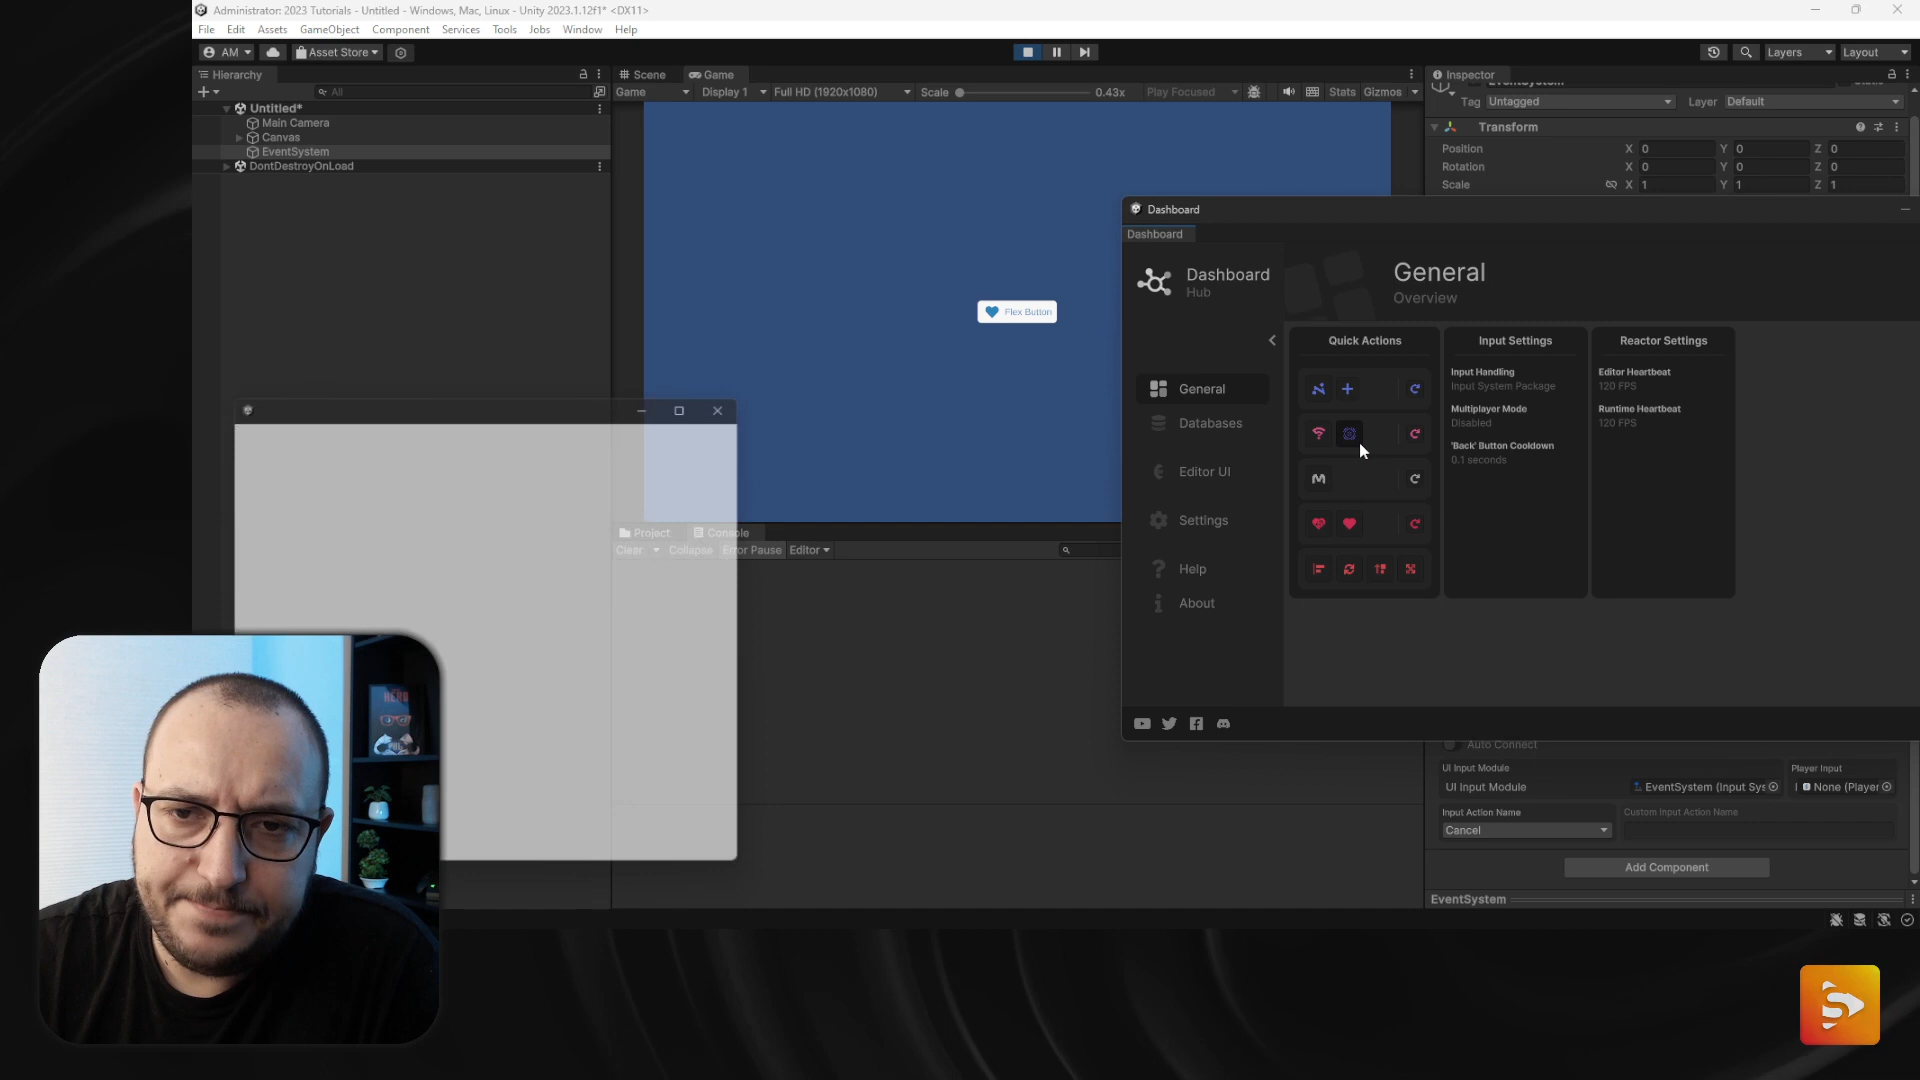 Administrator: 2023 Tutorials - Untitled - Windows, Mac, Linux - Unity 2023.1.12f1* <DX11>
File Edit Assets GameObject Component Services Tools Jobs Window Help
AM Asset Store Layers Layout
Hierarchy
All
Untitled*
Main Camera
Canvas
EventSystem
DontDestroyOnLoad
Scene Game
Game Display 1 Full HD (1920x1080) Scale 0.43x Play Focused Stats Gizmos
Flex Button
Project Console
Clear Collapse Error Pause Editor
Inspector
EventSystem
Tag Untagged Layer Default
Transform
Position X 0 Y 0 Z 0
Rotation X 0 Y 0 Z 0
Scale X 1 Y 1 Z 1
Dashboard
Dashboard
Dashboard
Hub
General
Overview
General
Databases
Editor UI
Settings
Help
About
Quick Actions
Input Settings
Input Handling
Input System Package
Multiplayer Mode
Disabled
'Back' Button Cooldown
0.1 seconds
Reactor Settings
Editor Heartbeat
120 FPS
Runtime Heartbeat
120 FPS
Auto Connect
UI Input Module Player Input
UI Input Module EventSystem (Input Sys None (Player
Input Action Name Custom Input Action Name
Cancel
Add Component
EventSystem
HERO